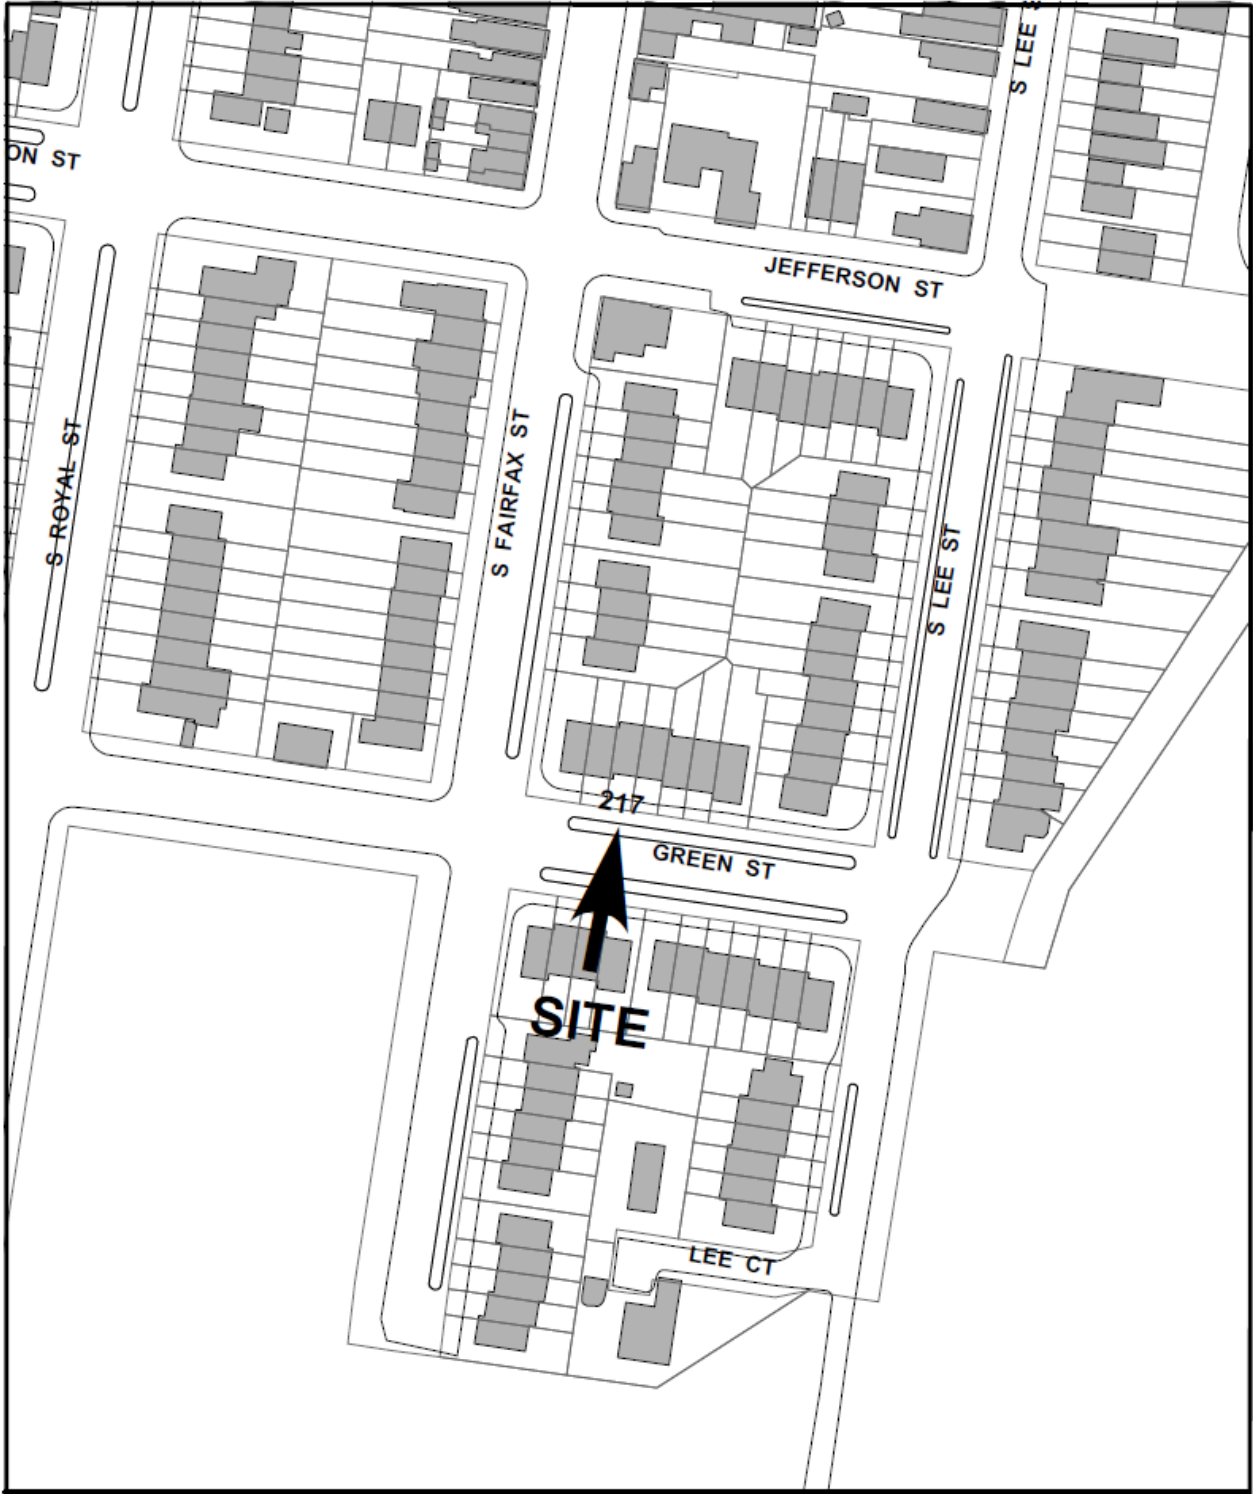 S LEE S
ON ST
JEFFERSON ST
S ROYAL ST
S FAIRFAX ST
S LEE ST
217
GREEN ST
SITE
LEE CT